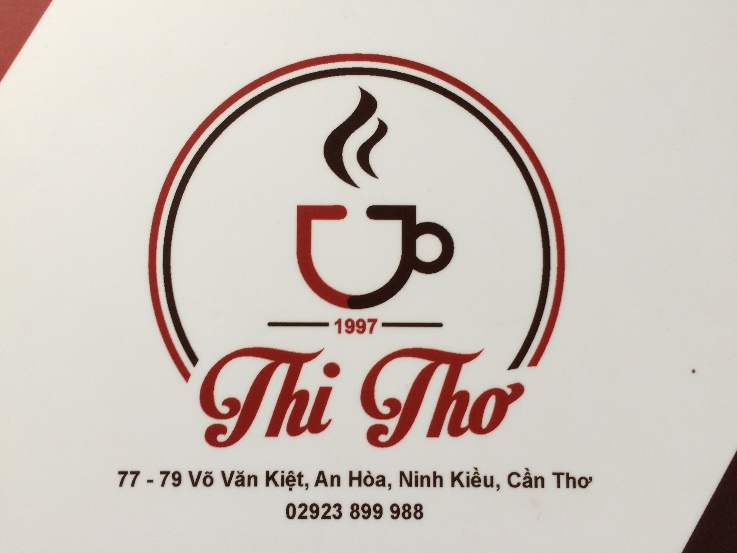 1997
Thi Thơ
77 - 79 Võ Văn Kiệt, An Hòa, Ninh Kiều, Cần Thơ
02923 899 988